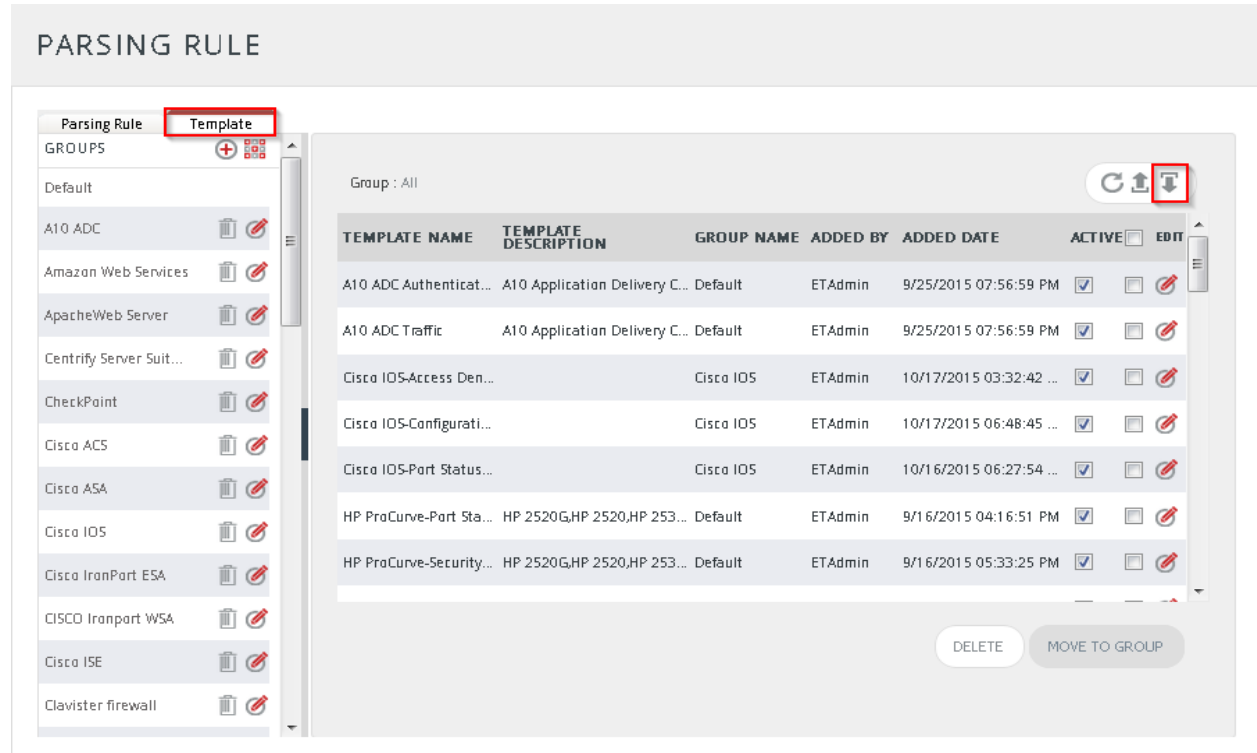 PARSING RULE
Parsing Rule Template
GROUPS
Default
A10 ADC
Amazon Web Services
ApacheWeb Server
Centrify Server Suit...
CheckPoint
Cisco ACS
Cisco ASA
Cisco IOS
Cisco IronPort ESA
CISCO Ironport WSA
Cisco ISE
Clavister firewall
Group : All
TEMPLATE NAME TEMPLATE DESCRIPTION GROUP NAME ADDED BY ADDED DATE ACTIVE EDIT
A10 ADC Authenticat... A10 Application Delivery C... Default ETAdmin 9/25/2015 07:56:59 PM
A10 ADC Traffic A10 Application Delivery C... Default ETAdmin 9/25/2015 07:56:59 PM
Cisco IOS-Access Den... Cisco IOS ETAdmin 10/17/2015 03:32:42 ...
Cisco IOS-Configurati... Cisco IOS ETAdmin 10/17/2015 06:48:45 ...
Cisco IOS-Port Status... Cisco IOS ETAdmin 10/16/2015 06:27:54 ...
HP ProCurve-Port Sta... HP 2520G,HP 2520,HP 253... Default ETAdmin 9/16/2015 04:16:51 PM
HP ProCurve-Security... HP 2520G,HP 2520,HP 253... Default ETAdmin 9/16/2015 05:33:25 PM
DELETE MOVE TO GROUP